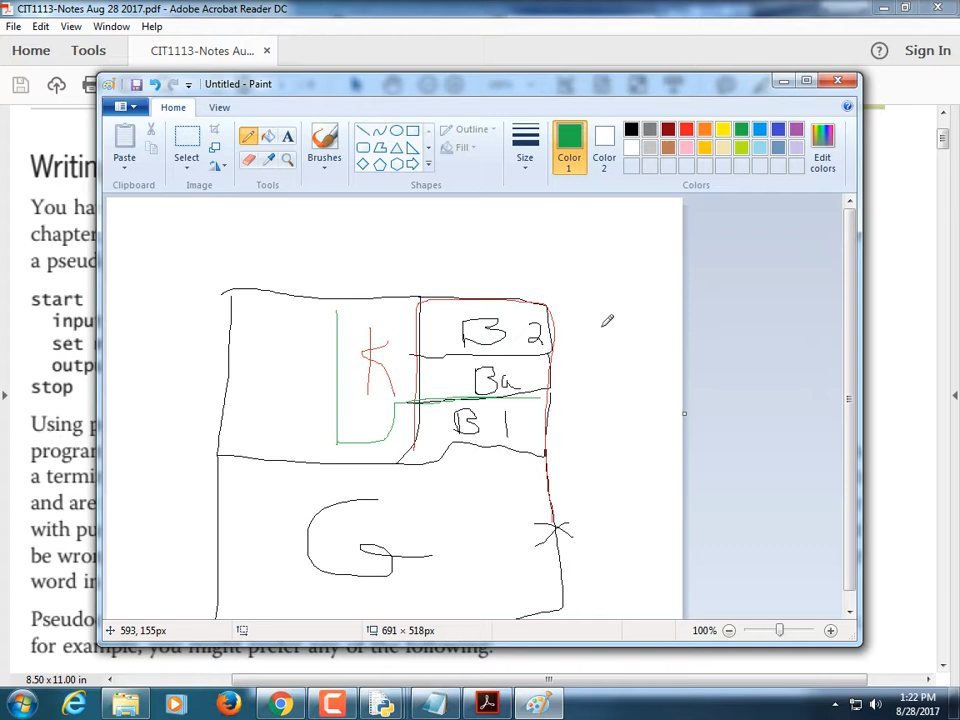 CIT1113-Notes Aug 28 2017.pdf - Adobe Acrobat Reader DC
File Edit View Window Help
Home Tools CIT1113-Notes Au... × ? Sign In
Untitled - Paint
Home View
Paste Select Brushes Outline Fill Size Color 1 Color 2 Edit colors
Clipboard Image Tools Shapes Colors
Writin
You ha
chapter
a pseud
start
input
set
outpu
stop
Using p
program
a termi
and are
with pu
be wron
word in
Pseudo
for example, you might prefer any of the following:
K
B 2
Ba
B 1
G
593, 155px 691 × 518px 100%
8.50 x 11.00 in
1:22 PM
8/28/2017